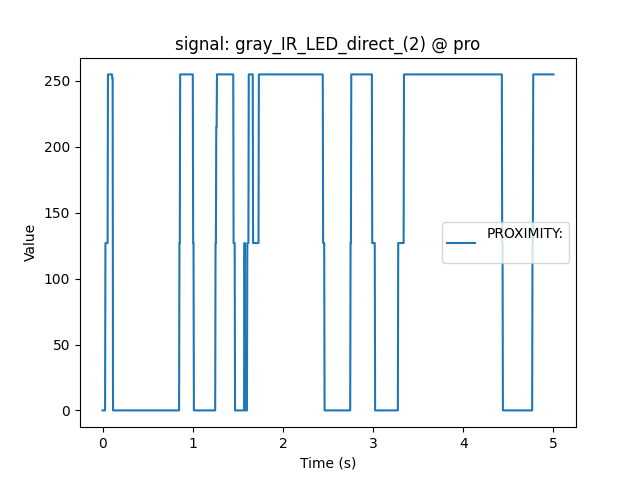 signal: gray_IR_LED_direct_(2) @ pro
250
200
150
100
50
0
Value
PROXIMITY:
0 1 2 3 4 5
Time (s)